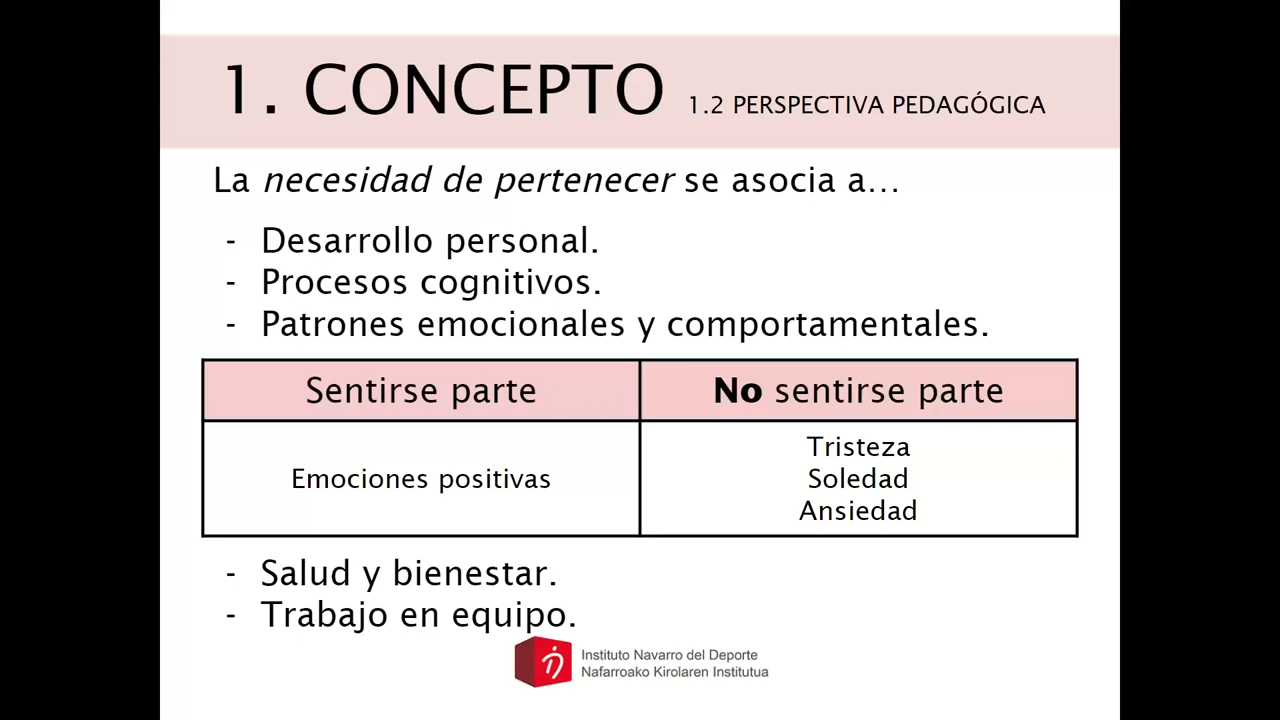 1. CONCEPTO 1.2 PERSPECTIVA PEDAGÓGICA
La necesidad de pertenecer se asocia a…
- Desarrollo personal.
- Procesos cognitivos.
- Patrones emocionales y comportamentales.
Sentirse parte
No sentirse parte
Emociones positivas
Tristeza
Soledad
Ansiedad
- Salud y bienestar.
- Trabajo en equipo.
Instituto Navarro del Deporte
Nafarroako Kirolaren Institutua